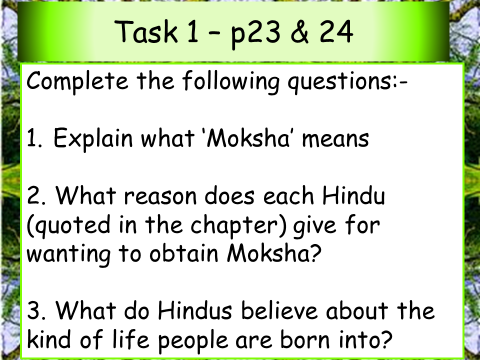 Task 1 – p23 & 24
Complete the following questions:-
1. Explain what ‘Moksha’ means
2. What reason does each Hindu
(quoted in the chapter) give for
wanting to obtain Moksha?
3. What do Hindus believe about the
kind of life people are born into?